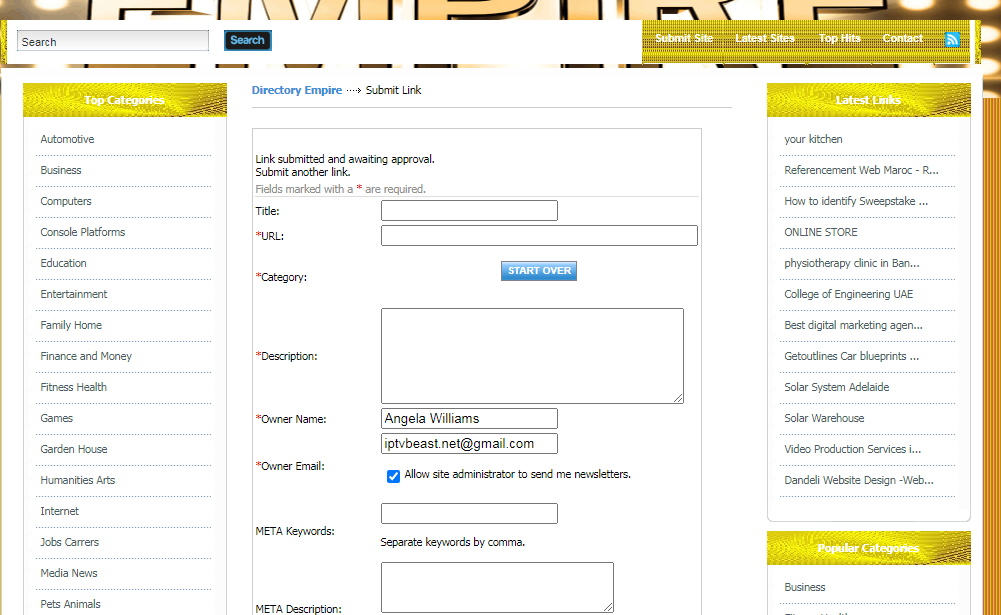 EMPIRE
Search
Search
Submit Site
Latest Sites
Top Hits
Contact
Top Categories
Automotive
Business
Computers
Console Platforms
Education
Entertainment
Family Home
Finance and Money
Fitness Health
Games
Garden House
Humanities Arts
Internet
Jobs Carrers
Media News
Pets Animals
Directory Empire ····> Submit Link
Link submitted and awaiting approval.
Submit another link.
Fields marked with a * are required.
Title:
*URL:
*Category:
START OVER
*Description:
*Owner Name:
Angela Williams
*Owner Email:
iptvbeast.net@gmail.com
Allow site administrator to send me newsletters.
META Keywords:
Separate keywords by comma.
META Description:
Latest Links
your kitchen
Referencement Web Maroc - R...
How to identify Sweepstake ...
ONLINE STORE
physiotherapy clinic in Ban...
College of Engineering UAE
Best digital marketing agen...
Getoutlines Car blueprints ...
Solar System Adelaide
Solar Warehouse
Video Production Services i...
Dandeli Website Design -Web...
Popular Categories
Business